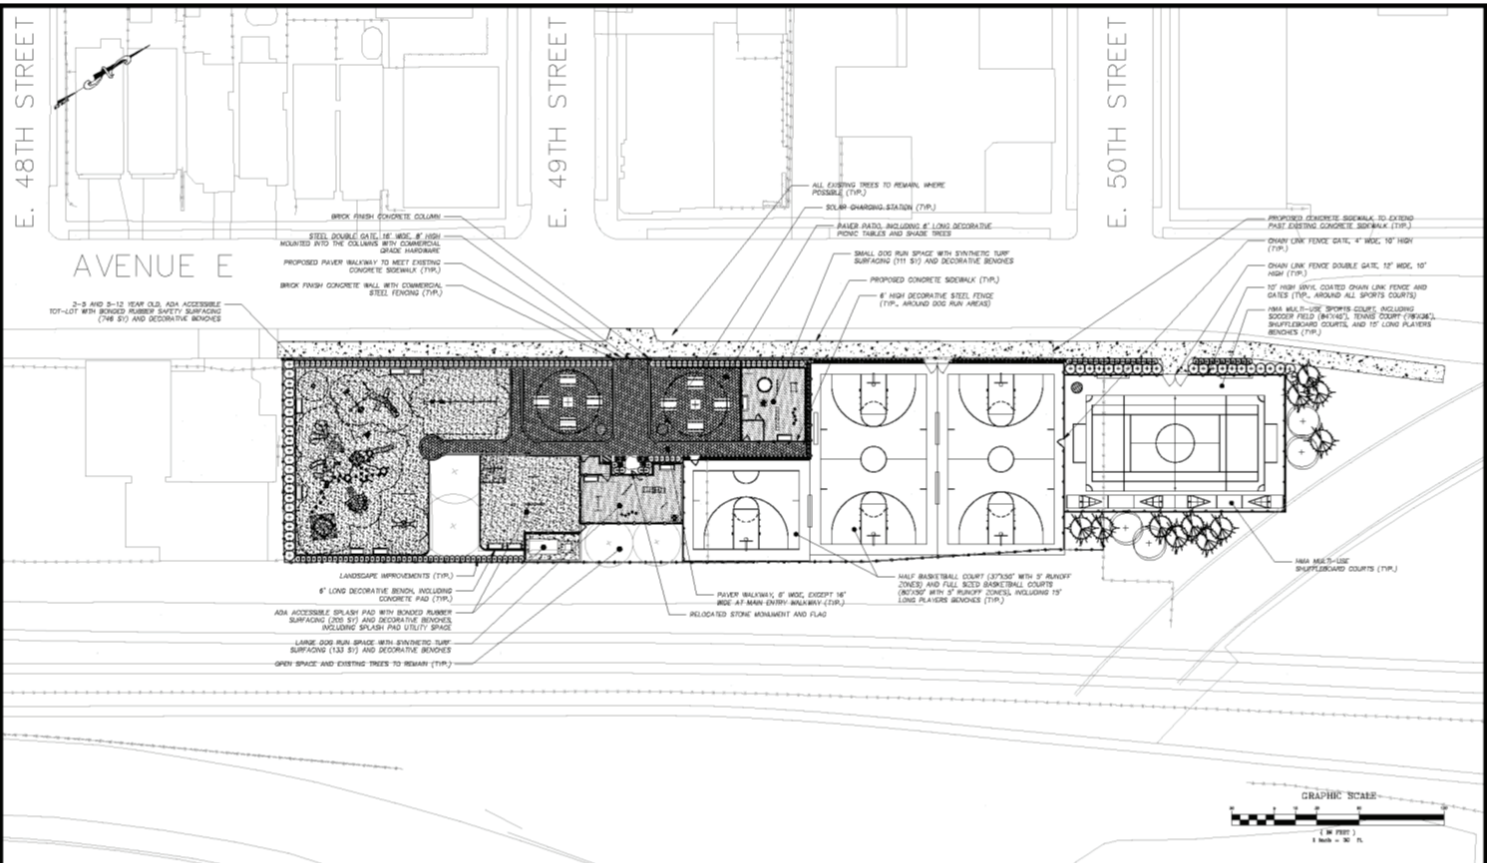 E. 48TH STREET
E. 49TH STREET
E. 50TH STREET
AVENUE E
ALL EXISTING TREES TO REMAIN, WHERE
POSSIBLE (TYP.)
SOLAR CHARGING STATION (TYP.)
PAVER PATIO, INCLUDING 6' LONG DECORATIVE
PICNIC TABLES AND SHADE TREES
SMALL DOG RUN SPACE WITH SYNTHETIC TURF
SURFACING (111 SY) AND DECORATIVE BENCHES
PROPOSED CONCRETE SIDEWALK (TYP.)
6' HIGH DECORATIVE STEEL FENCE
(TYP., AROUND DOG RUN AREAS)
BRICK FINISH CONCRETE COLUMN
STEEL DOUBLE GATE, 16' WIDE, 8' HIGH
MOUNTED INTO THE COLUMNS WITH COMMERCIAL
GRADE HARDWARE
PROPOSED PAVER WALKWAY TO MEET EXISTING
CONCRETE SIDEWALK (TYP.)
BRICK FINISH CONCRETE WALL WITH COMMERCIAL
STEEL FENCING (TYP.)
2-5 AND 5-12 YEAR OLD, ADA ACCESSIBLE
TOT-LOT WITH BONDED RUBBER SAFETY SURFACING
(746 SY) AND DECORATIVE BENCHES
PROPOSED CONCRETE SIDEWALK TO EXTEND
PAST EXISTING CONCRETE SIDEWALK (TYP.)
CHAIN LINK FENCE GATE, 4' WIDE, 10' HIGH
(TYP.)
CHAIN LINK FENCE DOUBLE GATE, 12' WIDE, 10'
HIGH (TYP.)
10' HIGH VINYL COATED CHAIN LINK FENCE AND
GATES (TYP., AROUND ALL SPORTS COURTS)
HMA MULTI-USE SPORTS COURT, INCLUDING
SOCCER FIELD TENNIS COURT
SHUFFLEBOARD COURTS, AND 15' LONG PLAYERS
BENCHES (TYP.)
LANDSCAPE IMPROVEMENTS (TYP.)
6' LONG DECORATIVE BENCH, INCLUDING
CONCRETE PAD (TYP.)
ADA ACCESSIBLE SPLASH PAD WITH BONDED RUBBER
SURFACING (200 SY) AND DECORATIVE BENCHES,
INCLUDING SPLASH PAD UTILITY SPACE
LARGE DOG RUN SPACE WITH SYNTHETIC TURF
SURFACING (133 SY) AND DECORATIVE BENCHES
OPEN SPACE AND EXISTING TREES TO REMAIN (TYP.)
PAVER WALKWAY, 8' WIDE, EXCEPT 16'
WIDE AT MAIN ENTRY WALKWAY (TYP.)
RELOCATED STONE MONUMENT AND FLAG
HALF BASKETBALL COURT (37'X50' WITH 5' RUNOFF
ZONES) AND FULL SIZED BASKETBALL COURTS
(80'X50' WITH 5' RUNOFF ZONES), INCLUDING 15'
LONG PLAYERS BENCHES (TYP.)
HMA MULTI-USE
SHUFFLEBOARD COURTS (TYP.)
GRAPHIC SCALE
( IN FEET )
1 inch = 30 ft.